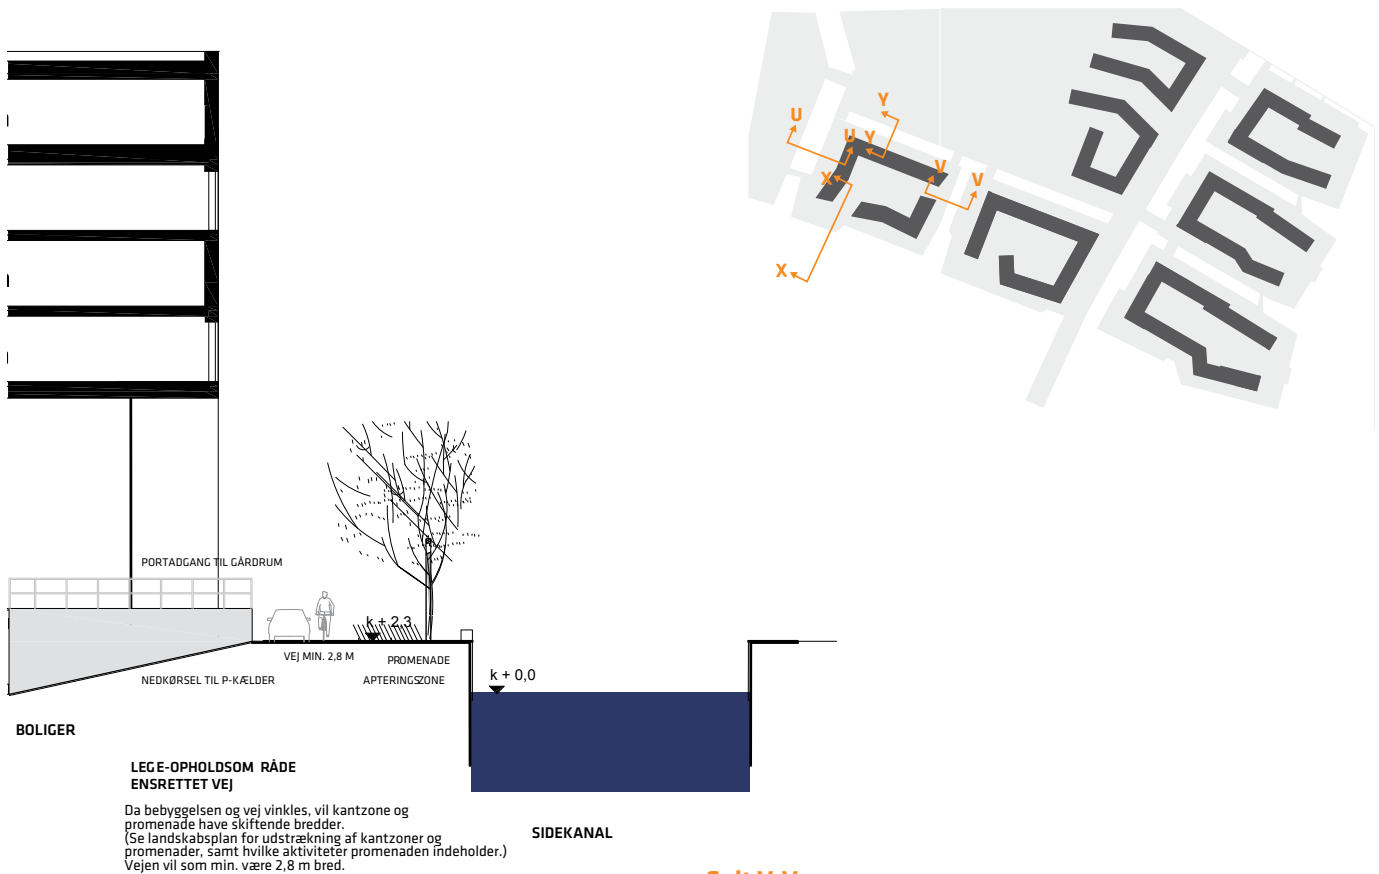 U
Y
U Y
V
X
V
X
PORTADGANG TIL GÅRDRUM
k + 2,3
VEJ MIN. 2,8 M
PROMENADE
NEDKØRSEL TIL P-KÆLDER
APTERINGSZONE
k + 0,0
BOLIGER
LEGE-OPHOLDSOM RÅDE
ENSRETTET VEJ
Da bebyggelsen og vej vinkles, vil kantzone og
promenade have skiftende bredder.
(Se landskabsplan for udstrækning af kantzoner og
promenader, samt hvilke aktiviteter promenaden indeholder.)
Vejen vil som min. være 2,8 m bred.
SIDEKANAL